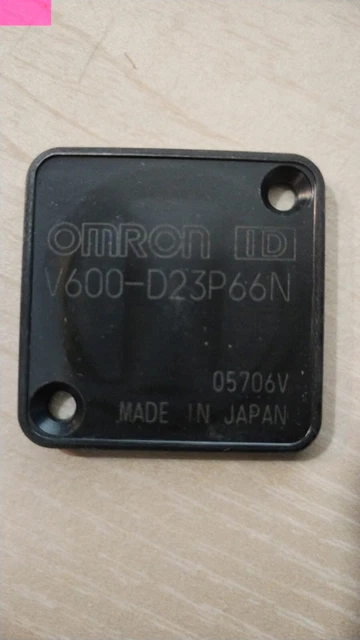 OMRON ID
V600-D23P66N
05706V
MADE IN JAPAN